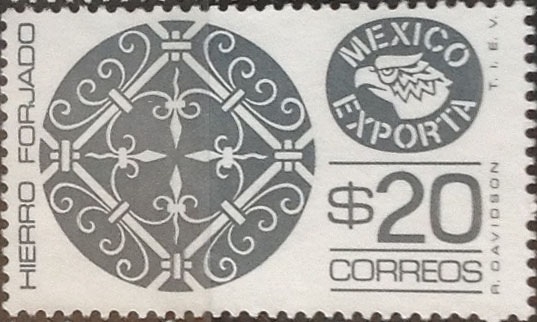 HIERRO FORJADO
MEXICO
EXPORTA
T.I.E.V.
$20
CORREOS
R. DAVIDSON